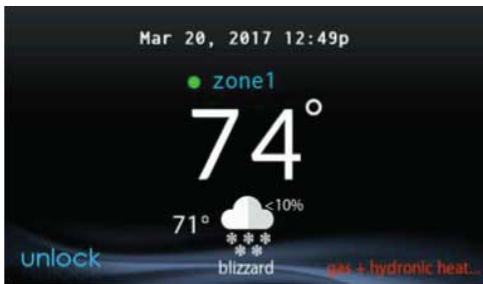 Mar 20, 2017 12:49p
zone1
74°
71° <10%
blizzard
unlock
gas + hydronic heat...